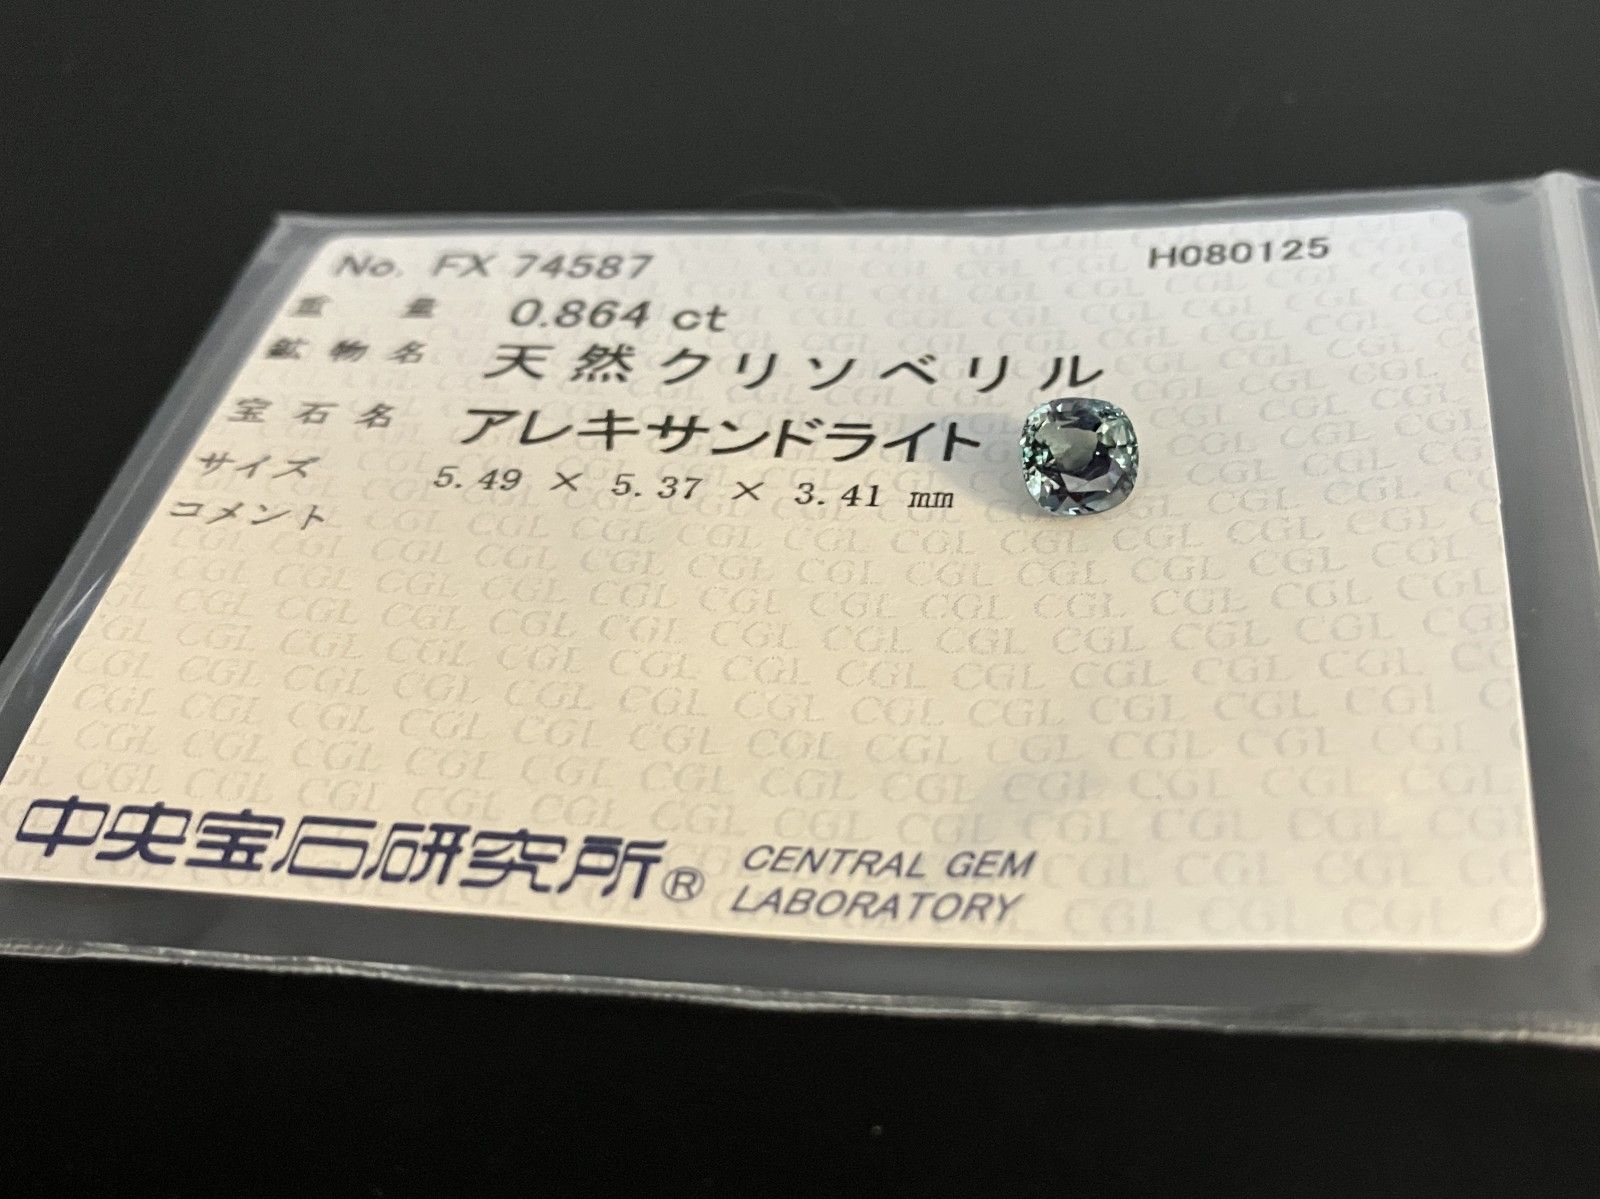 No. FX 74587 H080125
重量 0.864 ct
鉱物名 天然クリソベリル
宝石名 アレキサンドライト
サイズ 5.49 × 5.37 × 3.41 mm
コメント
中央宝石研究所® CENTRAL GEM
LABORATORY